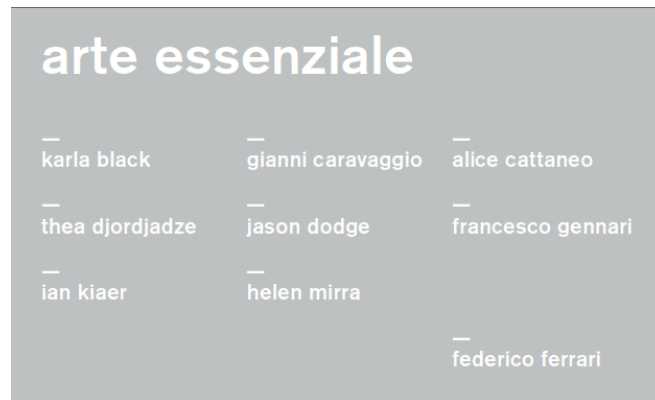 arte essenziale
karla black gianni caravaggio alice cattaneo
thea djordjadze jason dodge francesco gennari
ian kiaer helen mirra
federico ferrari